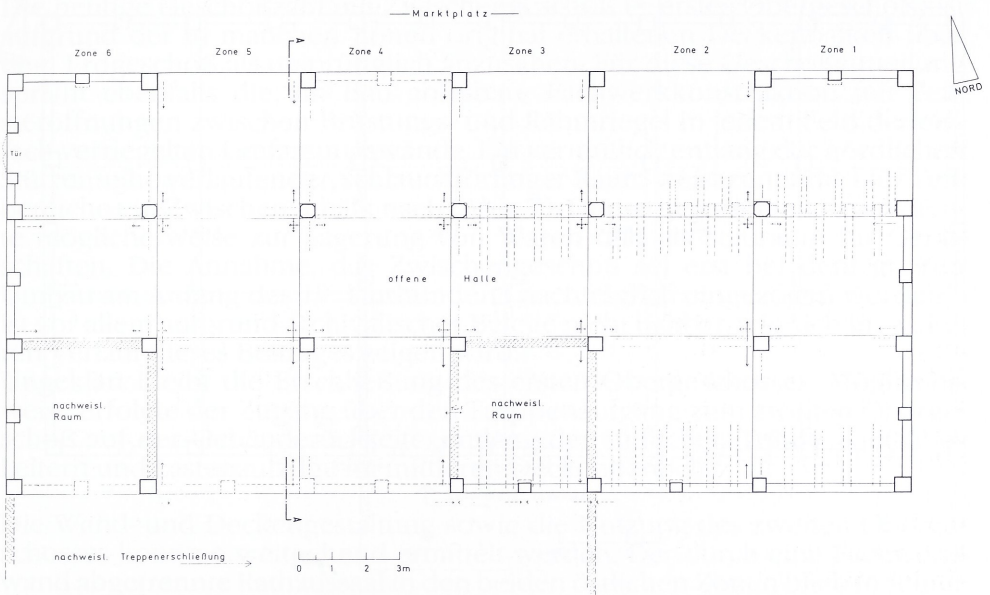 Marktplatz
Zone 6 Zone 5 Zone 4 Zone 3 Zone 2 Zone 1
NORD
Tür
offene Halle
nachweisl. Raum
nachweisl. Raum
nachweisl. Treppenerschließung
0 1 2 3m